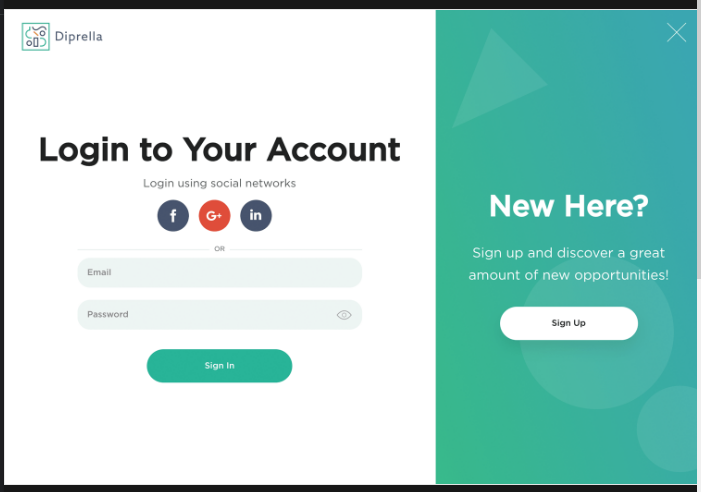 Diprella
Login to Your Account
Login using social networks
f
G+
in
OR
Email
Password
Sign In
New Here?
Sign up and discover a great
amount of new opportunities!
Sign Up